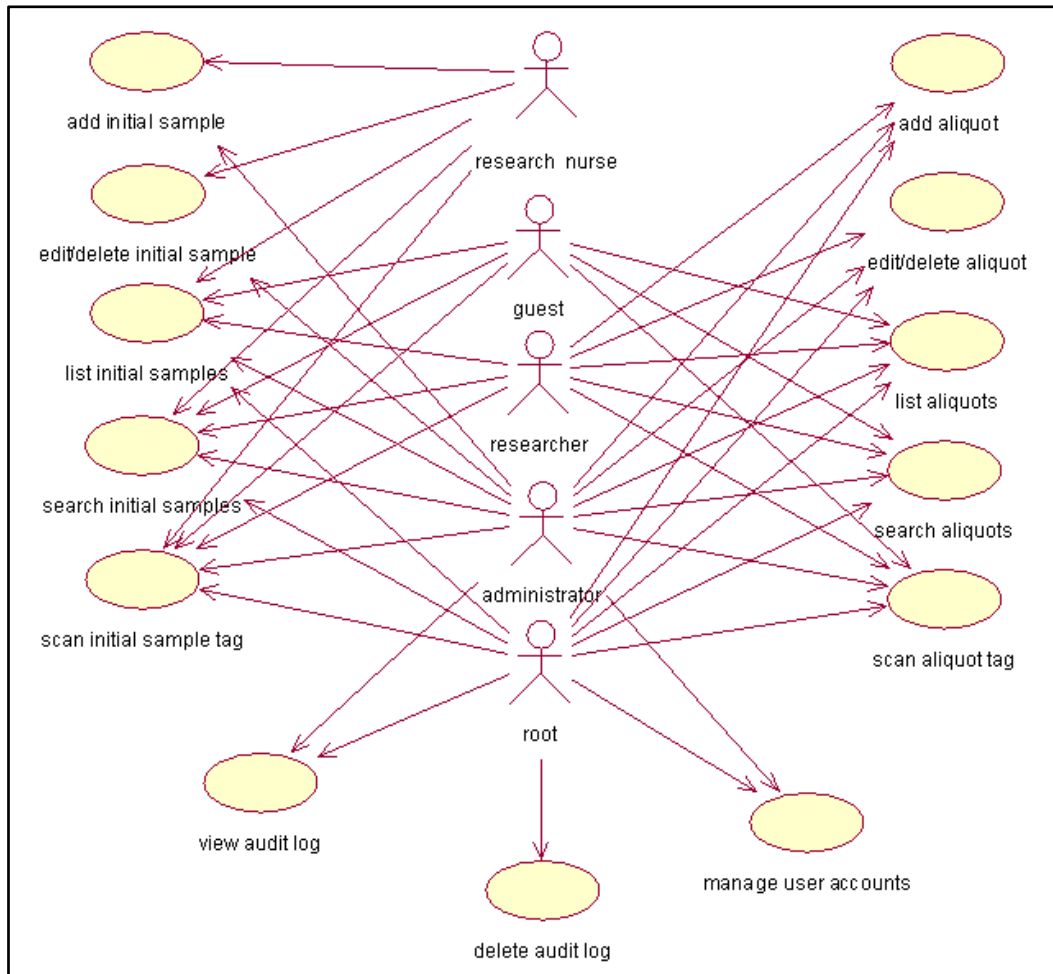 add initial sample
add aliquot
research nurse
edit/delete initial sample
edit/delete aliquot
guest
list initial samples
list aliquots
researcher
search initial samples
search aliquots
administrator
scan initial sample tag
scan aliquot tag
root
view audit log
manage user accounts
delete audit log